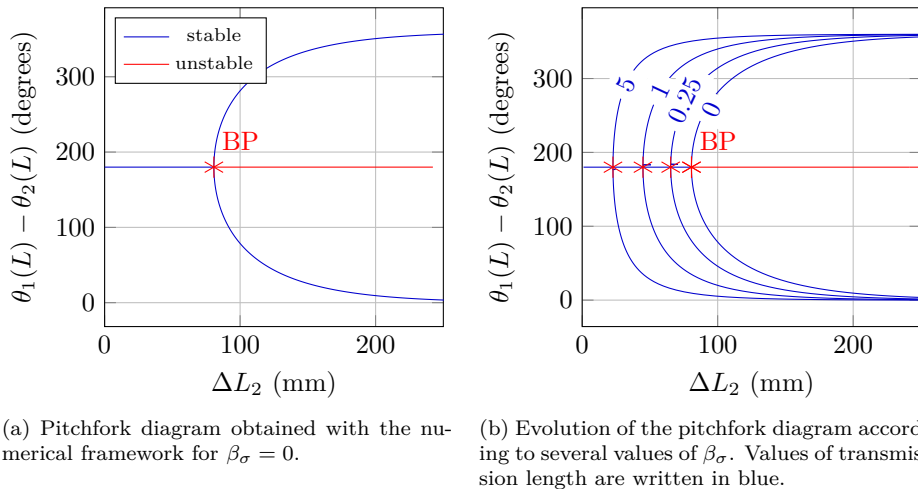 stable
unstable
BP
300
200
100
0
0
100
200
θ₁(L) − θ₂(L) (degrees)
ΔL₂ (mm)
(a) Pitchfork diagram obtained with the nu-
merical framework for β_σ = 0.
5
1
0.25
0
BP
300
200
100
0
0
100
200
θ₁(L) − θ₂(L) (degrees)
ΔL₂ (mm)
(b) Evolution of the pitchfork diagram accord
ing to several values of β_σ. Values of transmis
sion length are written in blue.